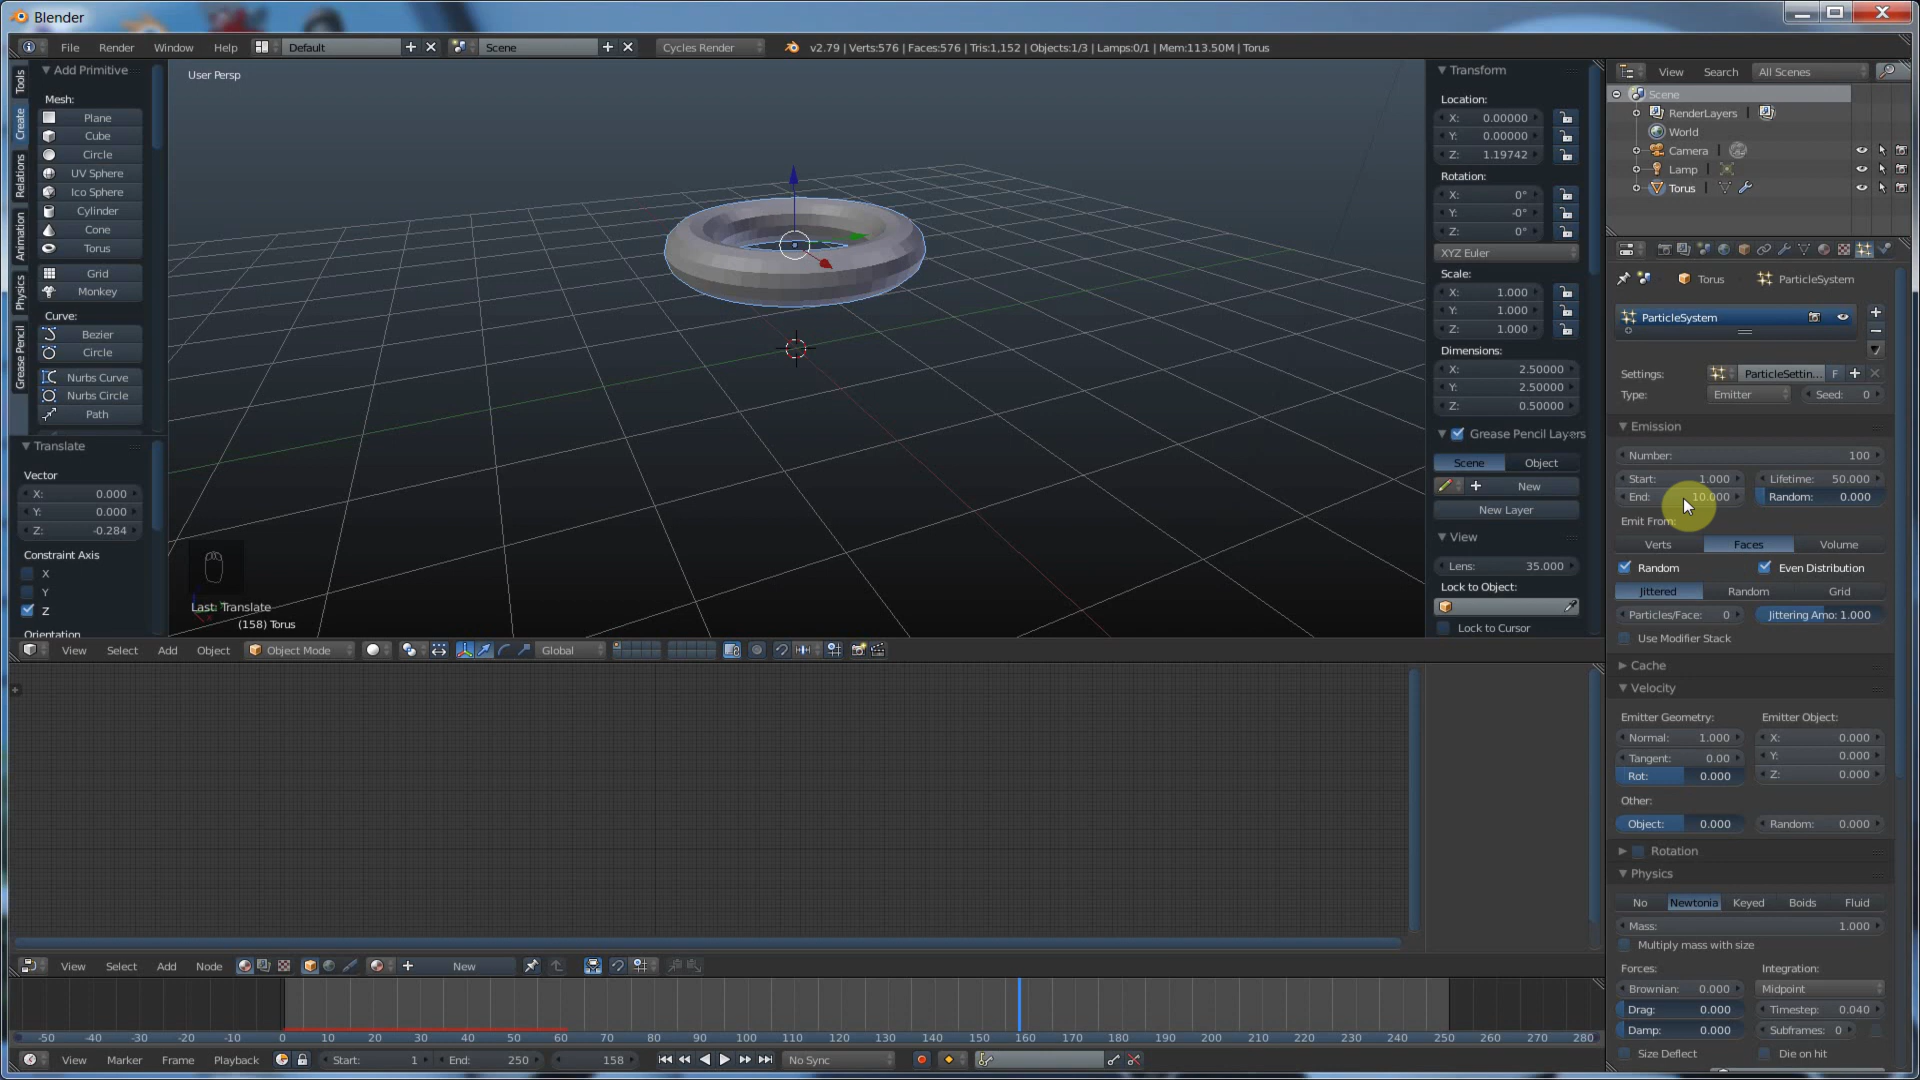 Blender
File Render Window Help Default Scene Cycles Render v2.79 | Verts:576 | Faces:576 | Tris:1,152 | Objects:1/3 | Lamps:0/1 | Mem:113.50M | Torus
Tools
Create
Relations
Animation
Physics
Grease Pencil
Add Primitive
Mesh:
Plane
Cube
Circle
UV Sphere
Ico Sphere
Cylinder
Cone
Torus
Grid
Monkey
Curve:
Bezier
Circle
Nurbs Curve
Nurbs Circle
Path
Translate
Vector
X: 0.000
Y: 0.000
Z: -0.284
Constraint Axis
X
Y
Z
Orientation
User Persp
Last: Translate
(158) Torus
Transform
Location:
X: 0.00000
Y: 0.00000
Z: 1.19742
Rotation:
X: 0°
Y: -0°
Z: 0°
XYZ Euler
Scale:
X: 1.000
Y: 1.000
Z: 1.000
Dimensions:
X: 2.50000
Y: 2.50000
Z: 0.50000
Grease Pencil Layers
Scene Object
New
New Layer
View
Lens: 35.000
Lock to Object:
Lock to Cursor
View Select Add Object Object Mode Global
View Search All Scenes
Scene
RenderLayers |
World
Camera |
Lamp |
Torus |
Torus ParticleSystem
ParticleSystem
Settings: ParticleSettin... F
Type: Emitter Seed: 0
Emission
Number: 100
Start: 1.000 Lifetime: 50.000
End: 10.000 Random: 0.000
Emit From:
Verts Faces Volume
Random Even Distribution
Jittered Random Grid
Particles/Face: 0 Jittering Amo: 1.000
Use Modifier Stack
Cache
Velocity
Emitter Geometry: Emitter Object:
Normal: 1.000 X: 0.000
Tangent: 0.00 Y: 0.000
Rot: 0.000 Z: 0.000
Other:
Object: 0.000 Random: 0.000
Rotation
Physics
No Newtonia Keyed Boids Fluid
Mass: 1.000
Multiply mass with size
Forces: Integration:
Brownian: 0.000 Midpoint
Drag: 0.000 Timestep: 0.040
Damp: 0.000 Subframes: 0
Size Deflect Die on hit
View Select Add Node New
-50 -40 -30 -20 -10 0 10 20 30 40 50 60 70 80 90 100 110 120 130 140 150 160 170 180 190 200 210 220 230 240 250 260 270 280
View Marker Frame Playback Start: 1 End: 250 158 No Sync